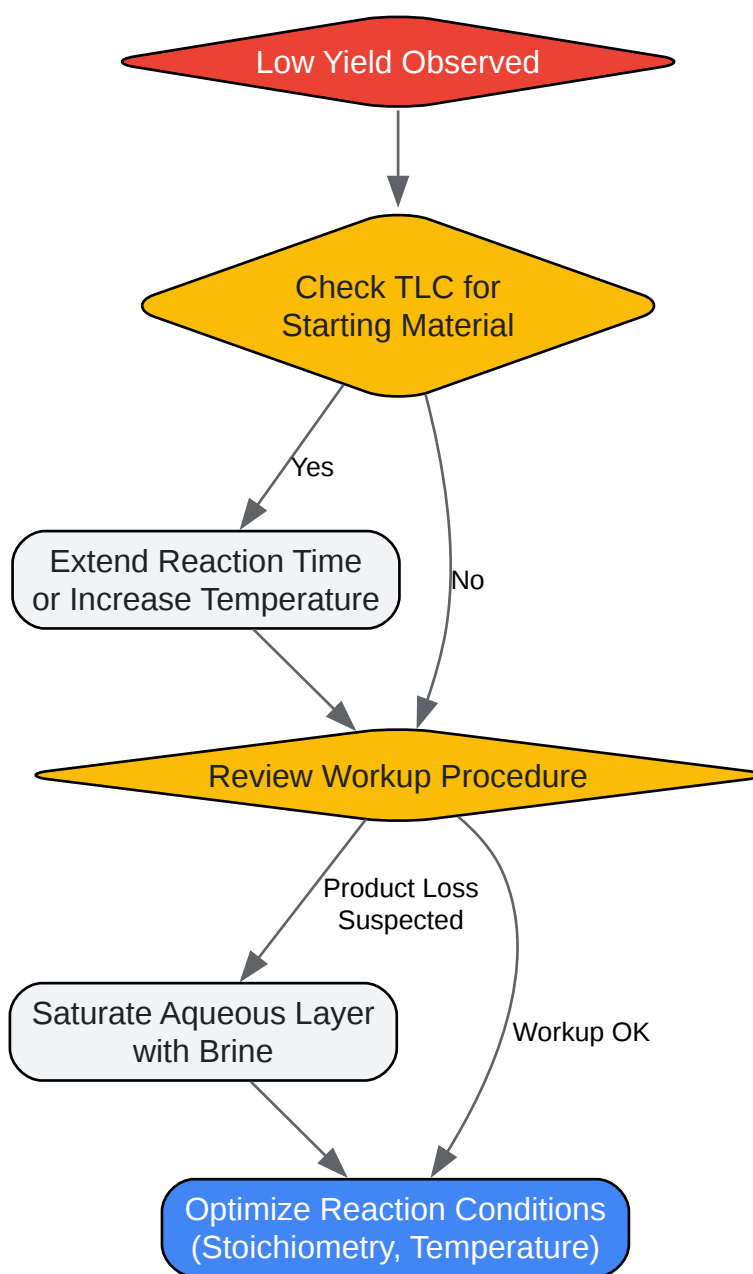 Low Yield Observed
Check TLC for
Starting Material
Yes
Extend Reaction Time
or Increase Temperature
No
Review Workup Procedure
Product Loss
Suspected
Saturate Aqueous Layer
with Brine
Workup OK
Optimize Reaction Conditions
(Stoichiometry, Temperature)